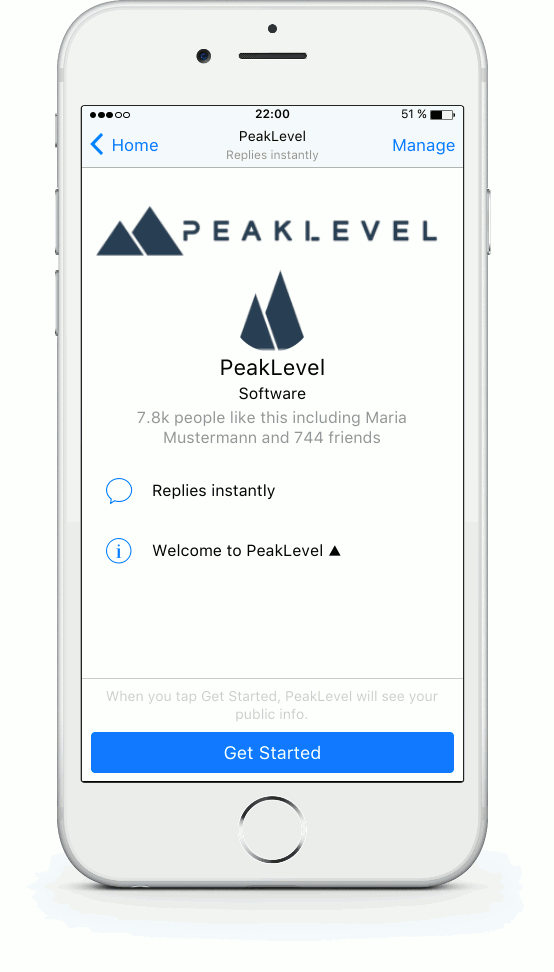 22:00
51 %
Home
PeakLevel
Replies instantly
Manage
PEAKLEVEL
PeakLevel
Software
7.8k people like this including Maria
Mustermann and 744 friends
Replies instantly
i
Welcome to PeakLevel ▲
When you tap Get Started, PeakLevel will see your
public info.
Get Started